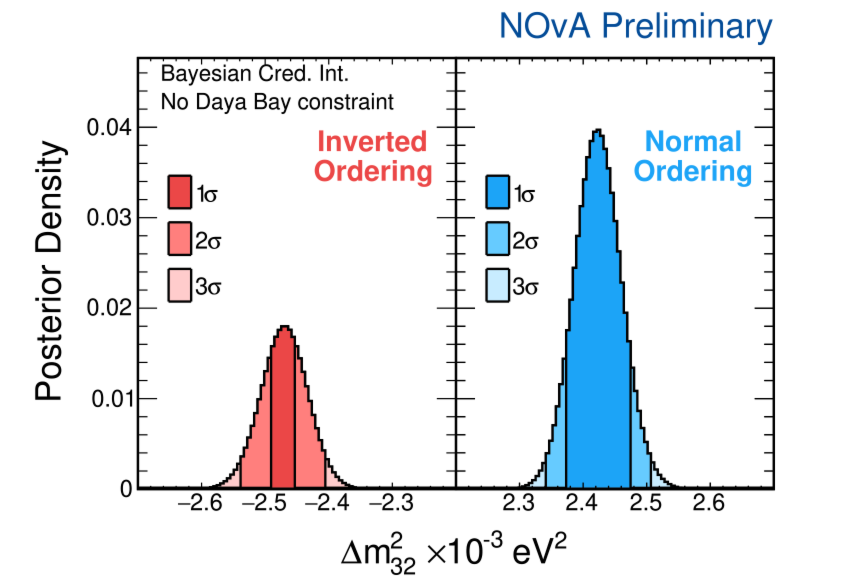 NOvA Preliminary
Bayesian Cred. Int.
No Daya Bay constraint
Inverted
Ordering
1σ
2σ
3σ
Normal
Ordering
1σ
2σ
3σ
Posterior Density
0.04
0.03
0.02
0.01
0
−2.6 −2.5 −2.4 −2.3
2.3 2.4 2.5 2.6
Δm²₃₂ ×10⁻³ eV²